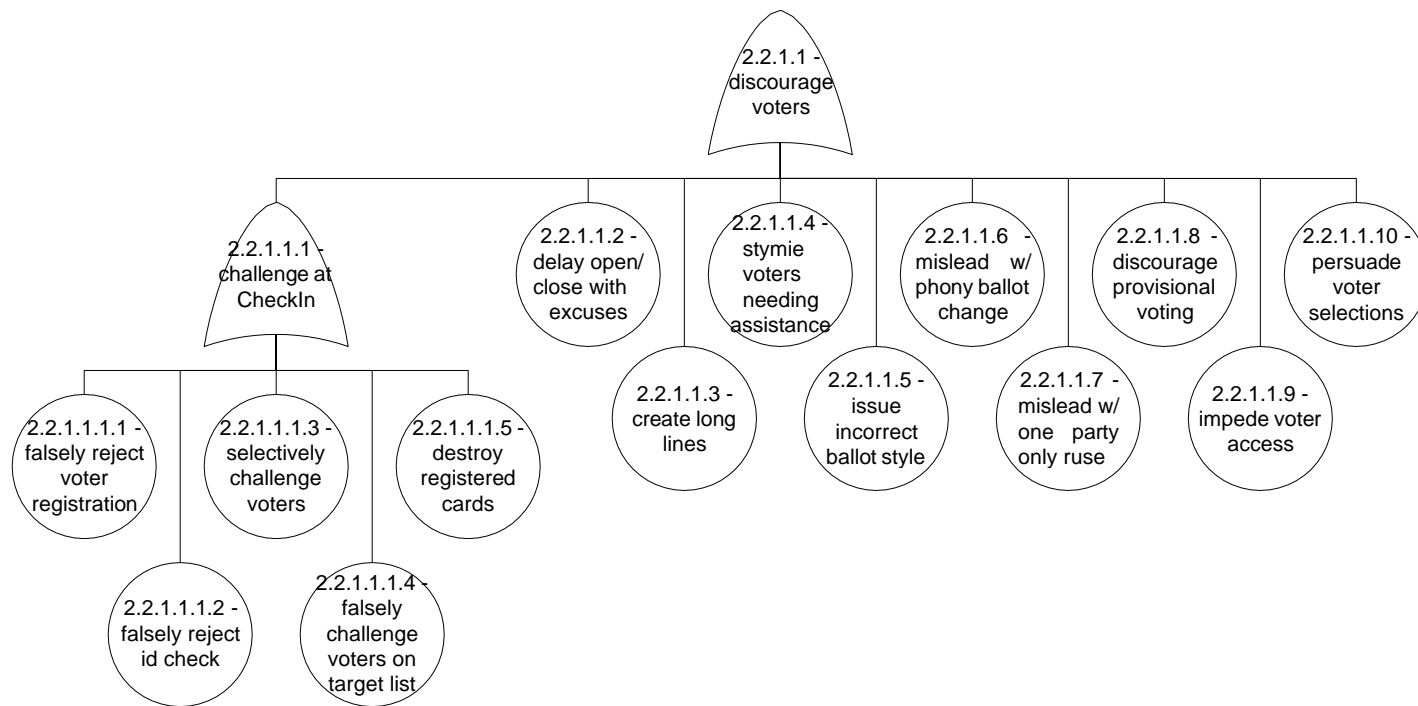 2.2.1.1 -
discourage
voters
2.2.1.1.1 -
challenge at
CheckIn
2.2.1.1.2 -
delay open/
close with
excuses
2.2.1.1.4 -
stymie
voters
needing
assistance
2.2.1.1.6 -
mislead w/
phony ballot
change
2.2.1.1.8 -
discourage
provisional
voting
2.2.1.1.10 -
persuade
voter
selections
2.2.1.1.3 -
create long
lines
2.2.1.1.5 -
issue
incorrect
ballot style
2.2.1.1.7 -
mislead w/
one party
only ruse
2.2.1.1.9 -
impede voter
access
2.2.1.1.1.1 -
falsely reject
voter
registration
2.2.1.1.1.3 -
selectively
challenge
voters
2.2.1.1.1.5 -
destroy
registered
cards
2.2.1.1.1.2 -
falsely reject
id check
2.2.1.1.1.4 -
falsely
challenge
voters on
target list